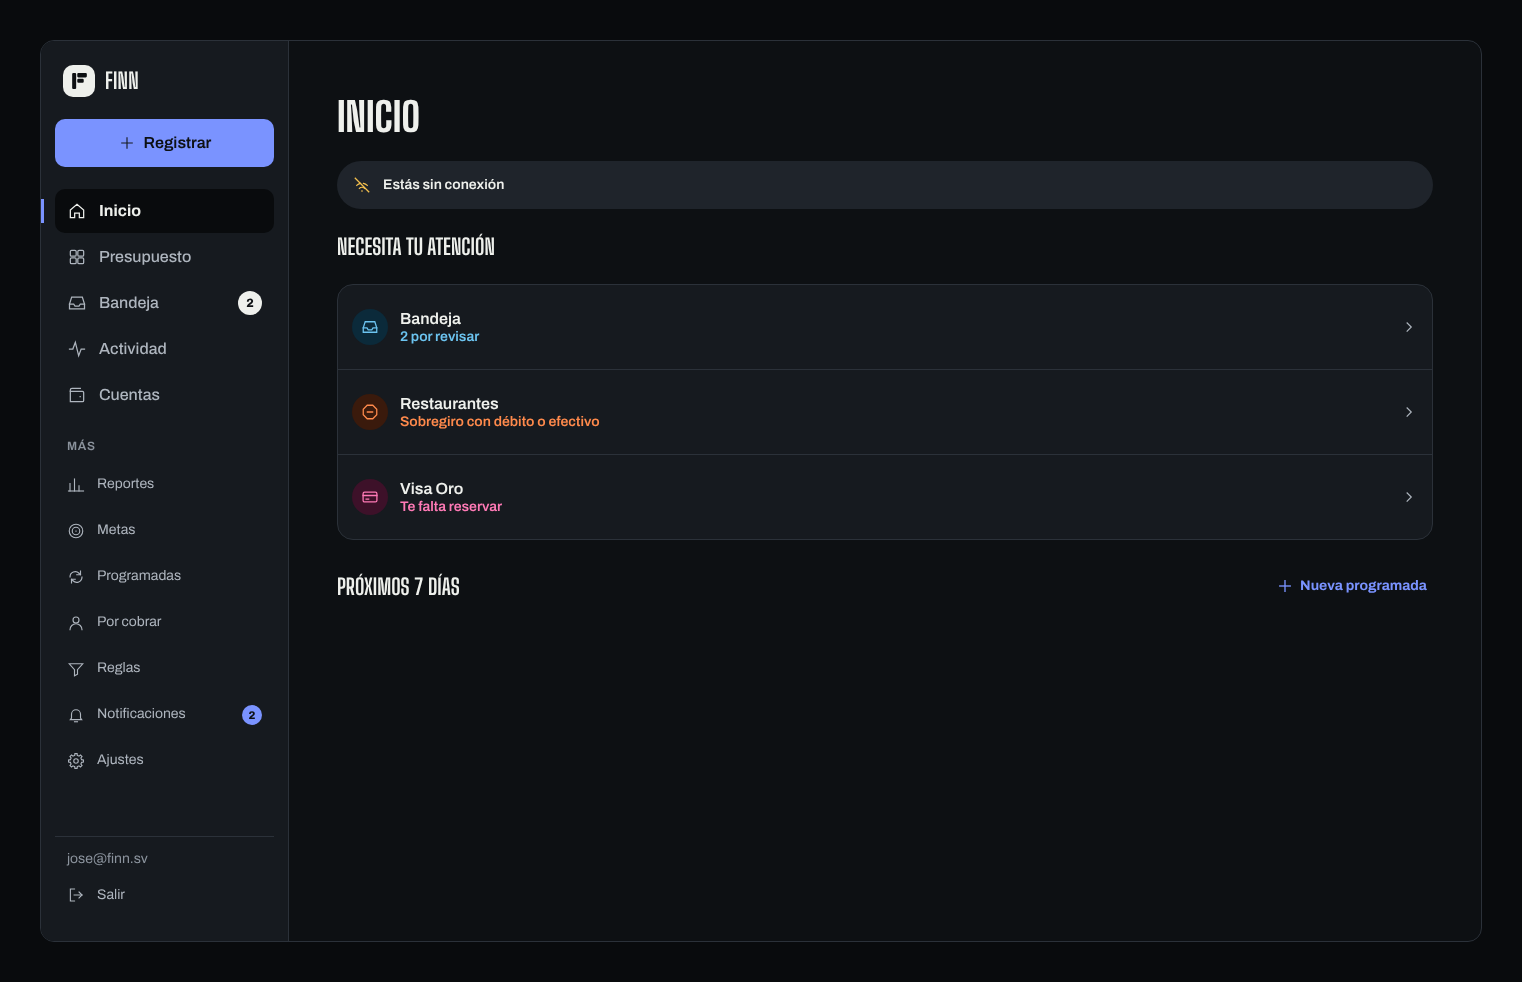 FINN
Registrar
Inicio
Presupuesto
Bandeja 2
Actividad
Cuentas
MÁS
Reportes
Metas
Programadas
Por cobrar
Reglas
Notificaciones 2
Ajustes
jose@finn.sv
Salir
INICIO
Estás sin conexión
NECESITA TU ATENCIÓN
Bandeja
2 por revisar
Restaurantes
Sobregiro con débito o efectivo
Visa Oro
Te falta reservar
PRÓXIMOS 7 DÍAS
Nueva programada